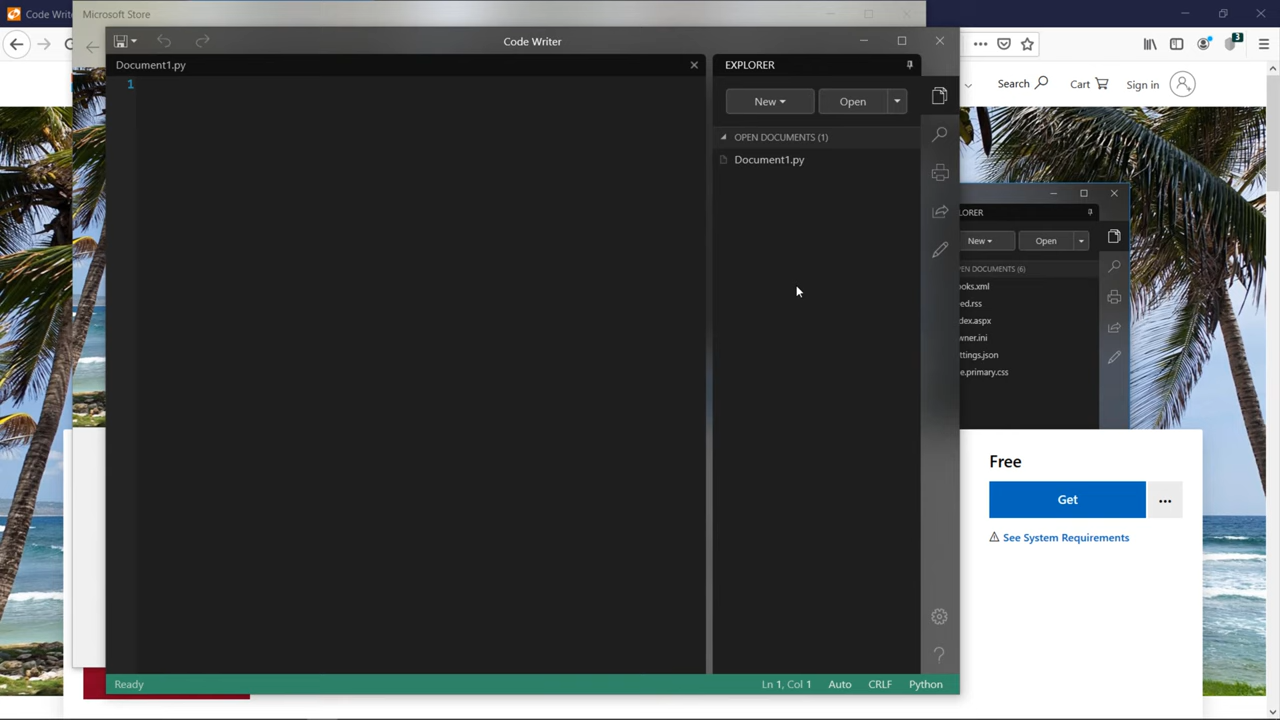 Code Write
Microsoft Store
Code Writer
3
Document1.py
EXPLORER
1
Search
Cart
Sign in
New
Open
OPEN DOCUMENTS (1)
Document1.py
LORER
New
Open
EN DOCUMENTS (6)
oks.xml
ed.rss
dex.aspx
wner.ini
ttings.json
e.primary.css
Free
Get
See System Requirements
Ready
Ln 1, Col 1
Auto
CRLF
Python